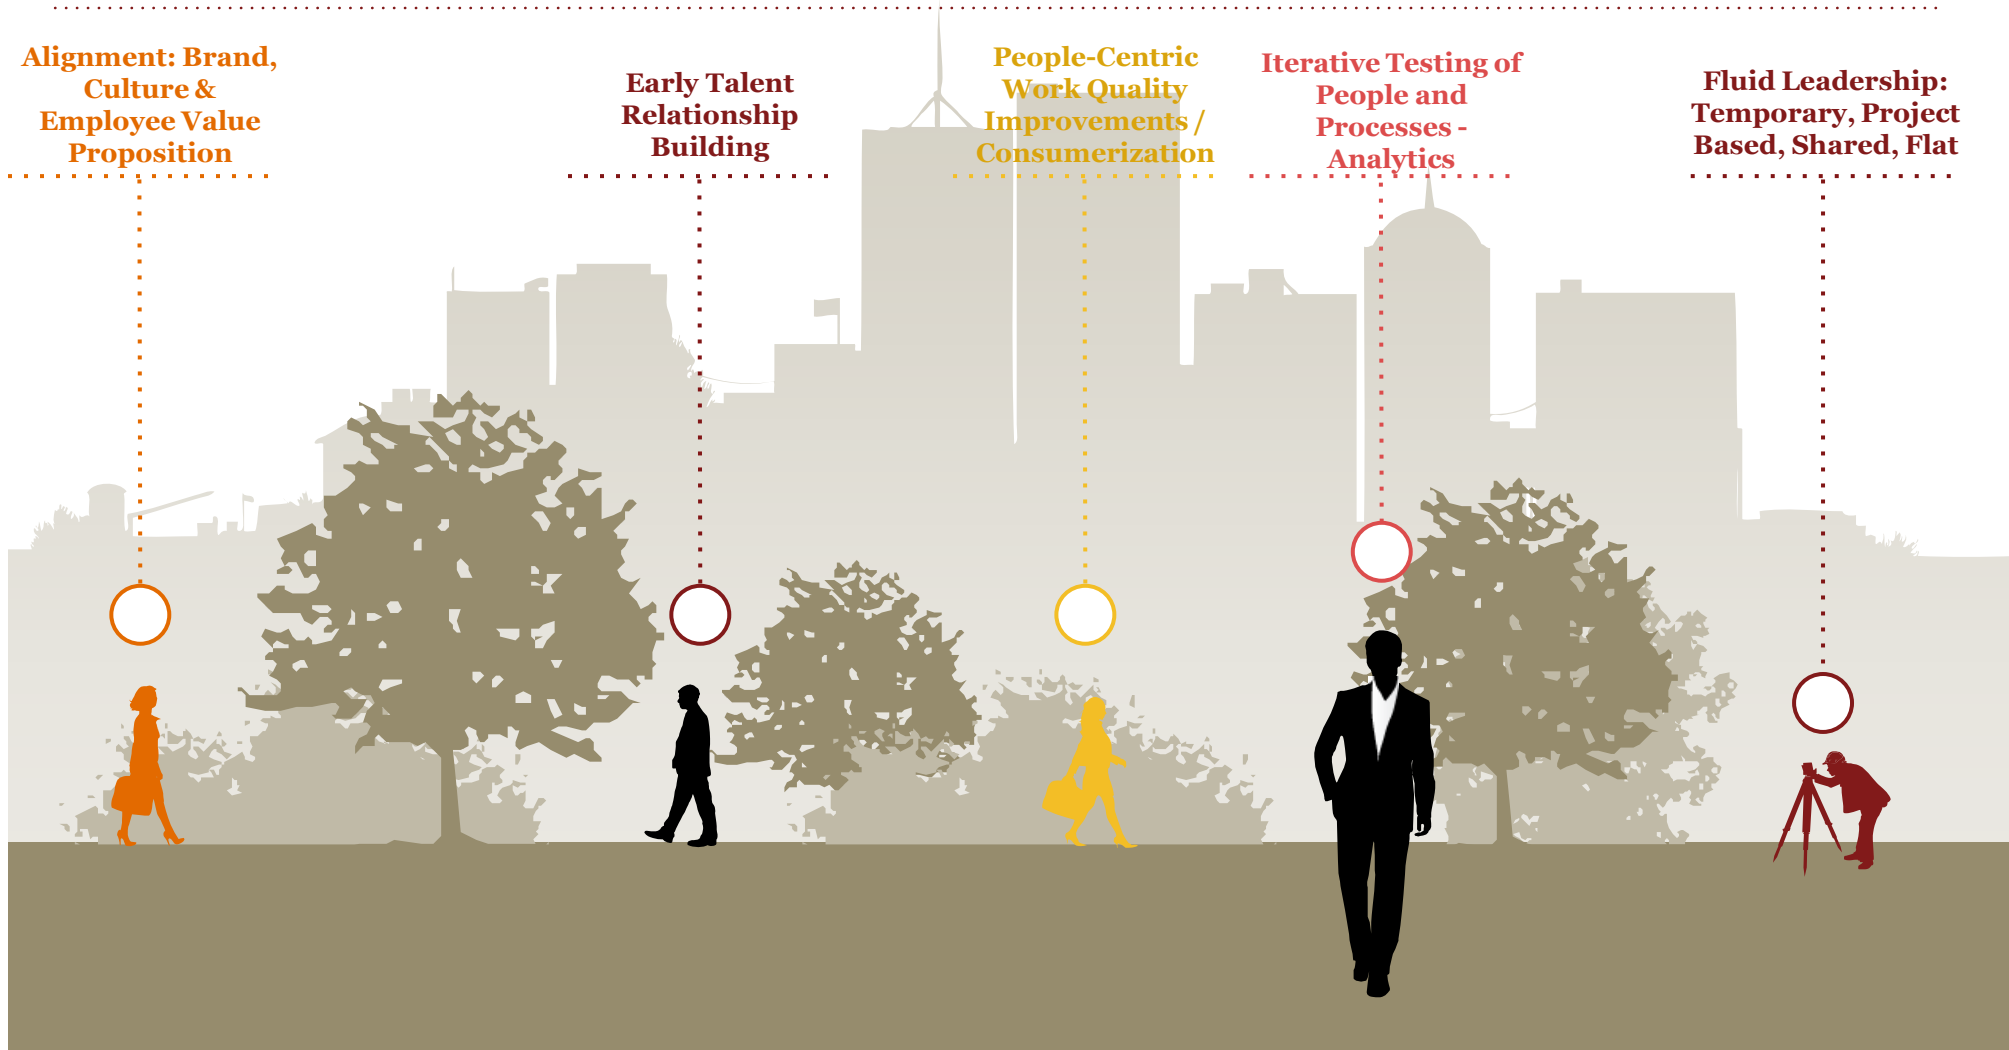 Alignment: Brand,
Culture &
Employee Value
Proposition
Early Talent
Relationship
Building
People-Centric
Work Quality
Improvements /
Consumerization
Iterative Testing of
People and
Processes -
Analytics
Fluid Leadership:
Temporary, Project
Based, Shared, Flat